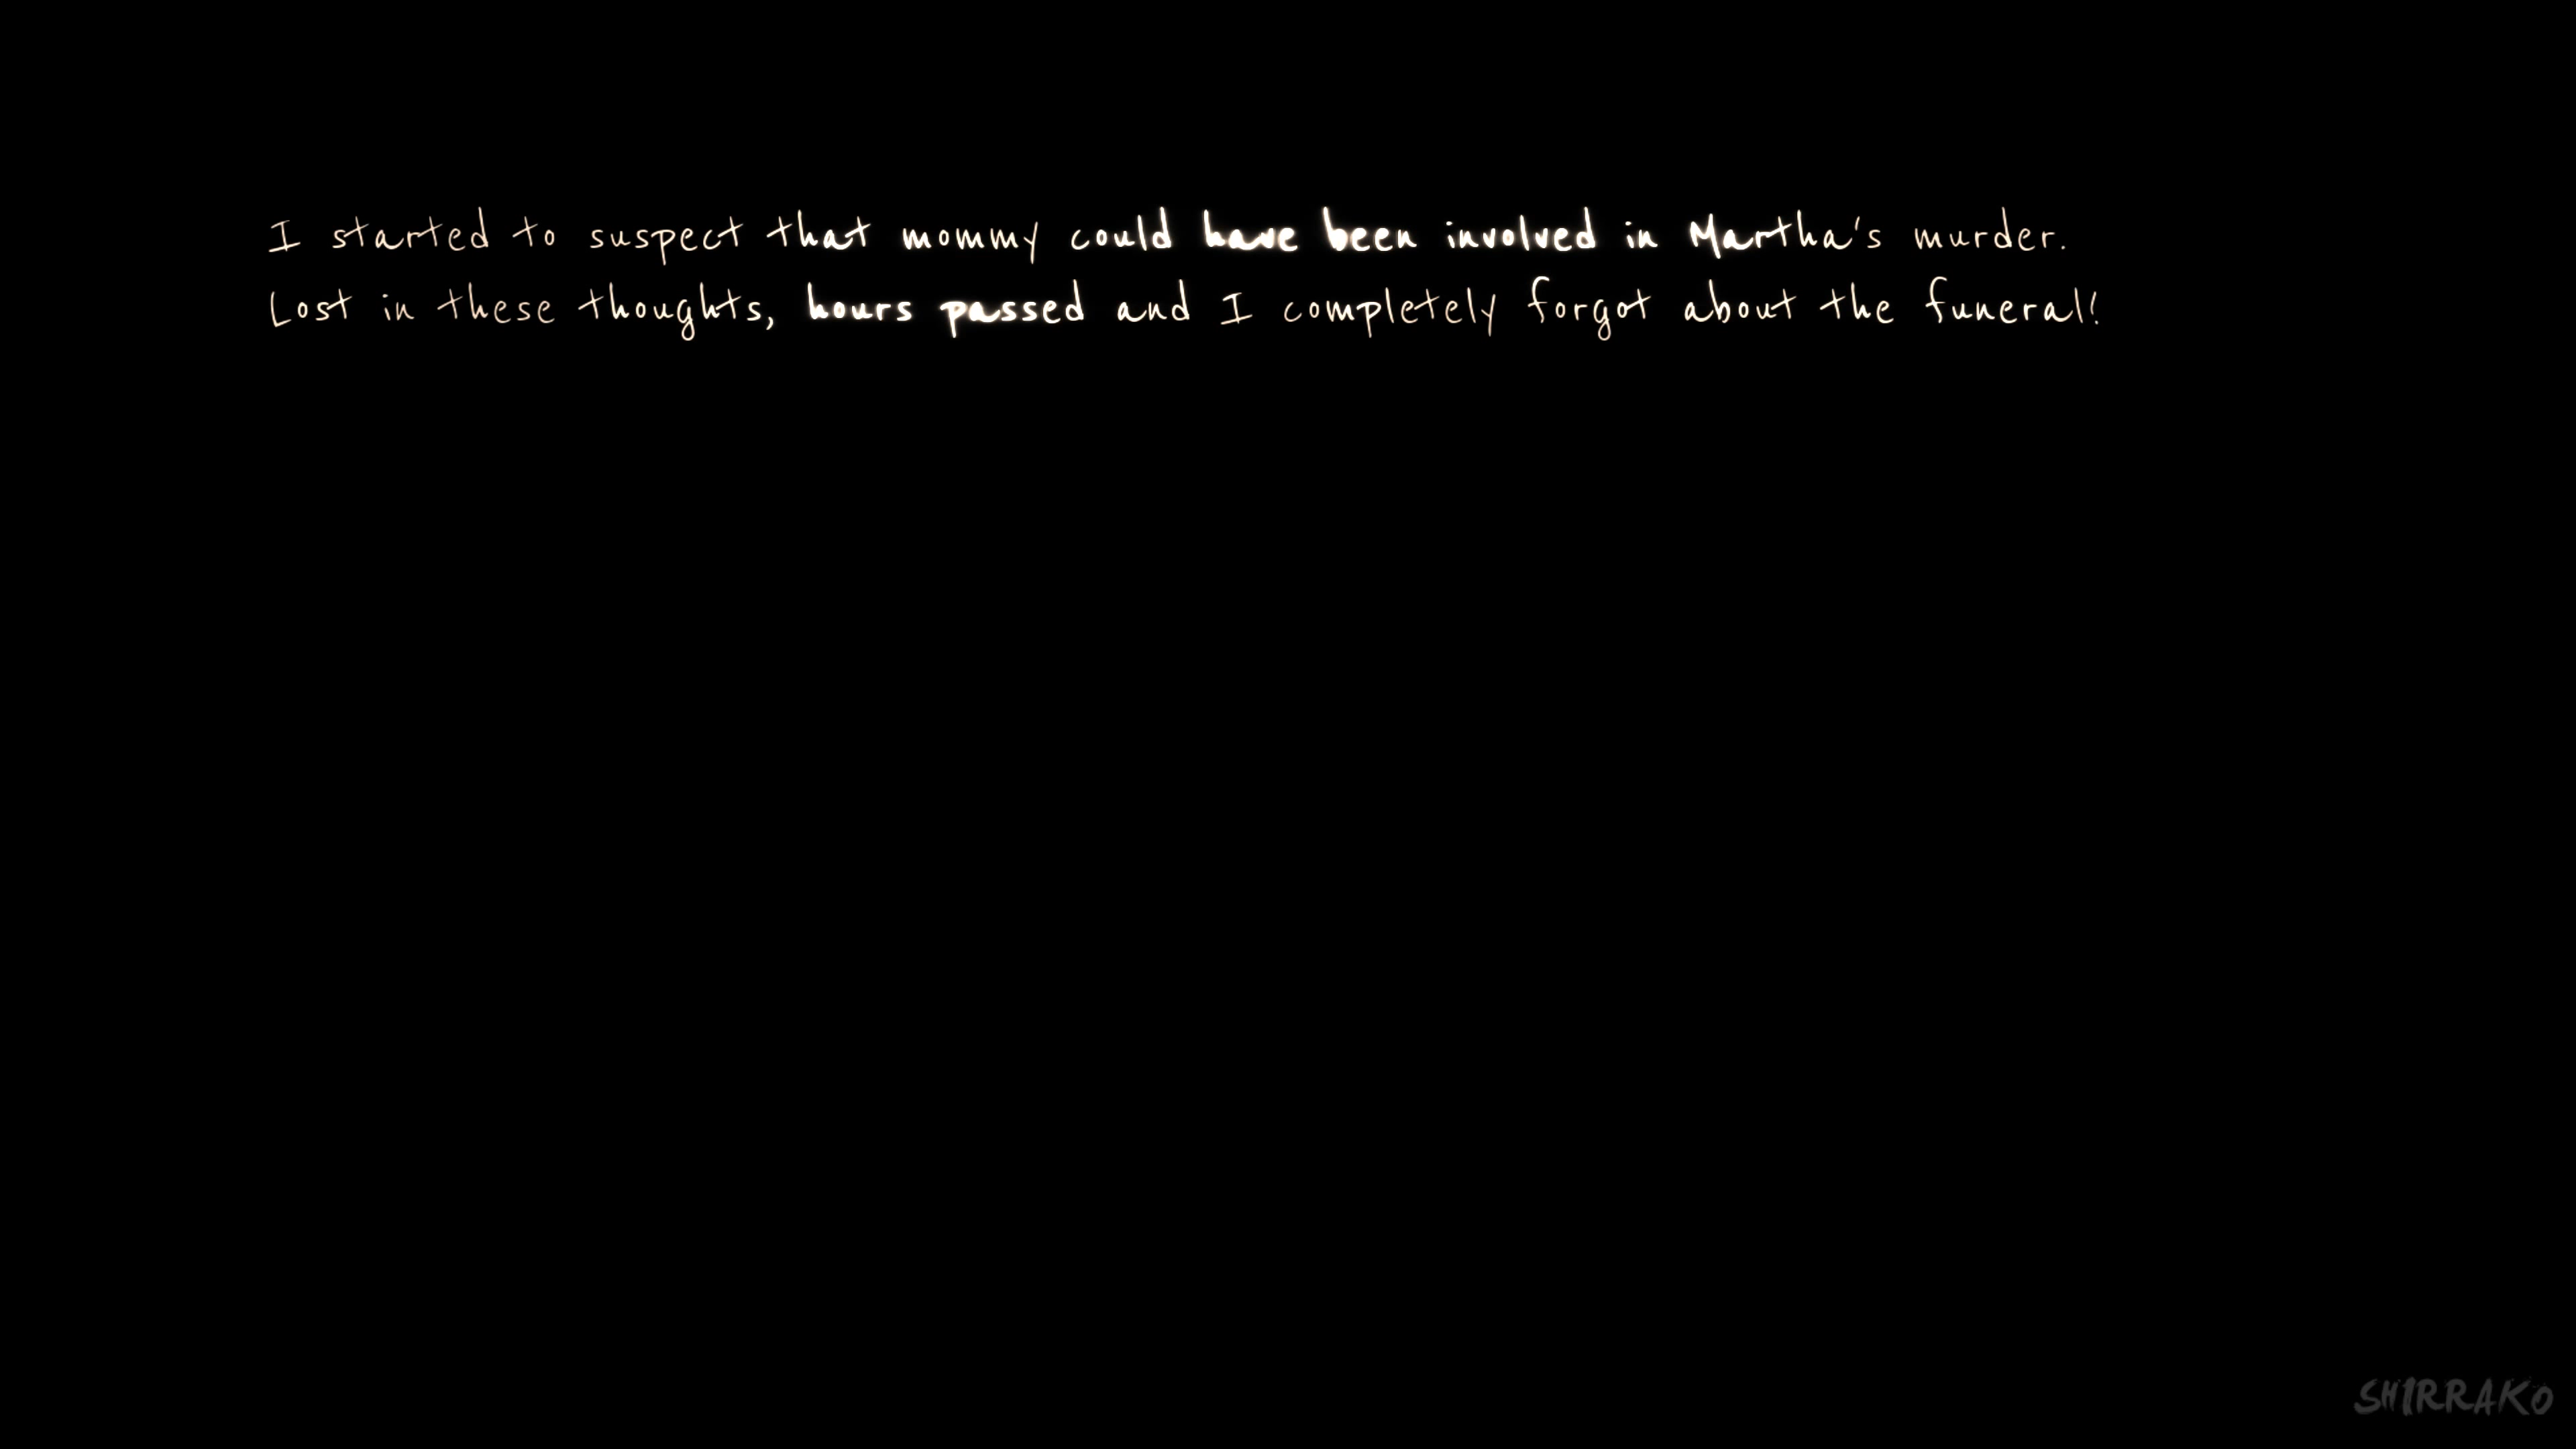 I started to suspect that mommy could have been involved in Martha's murder.
Lost in these thoughts, hours passed and I completely forgot about the funeral!
SHIRRAKO